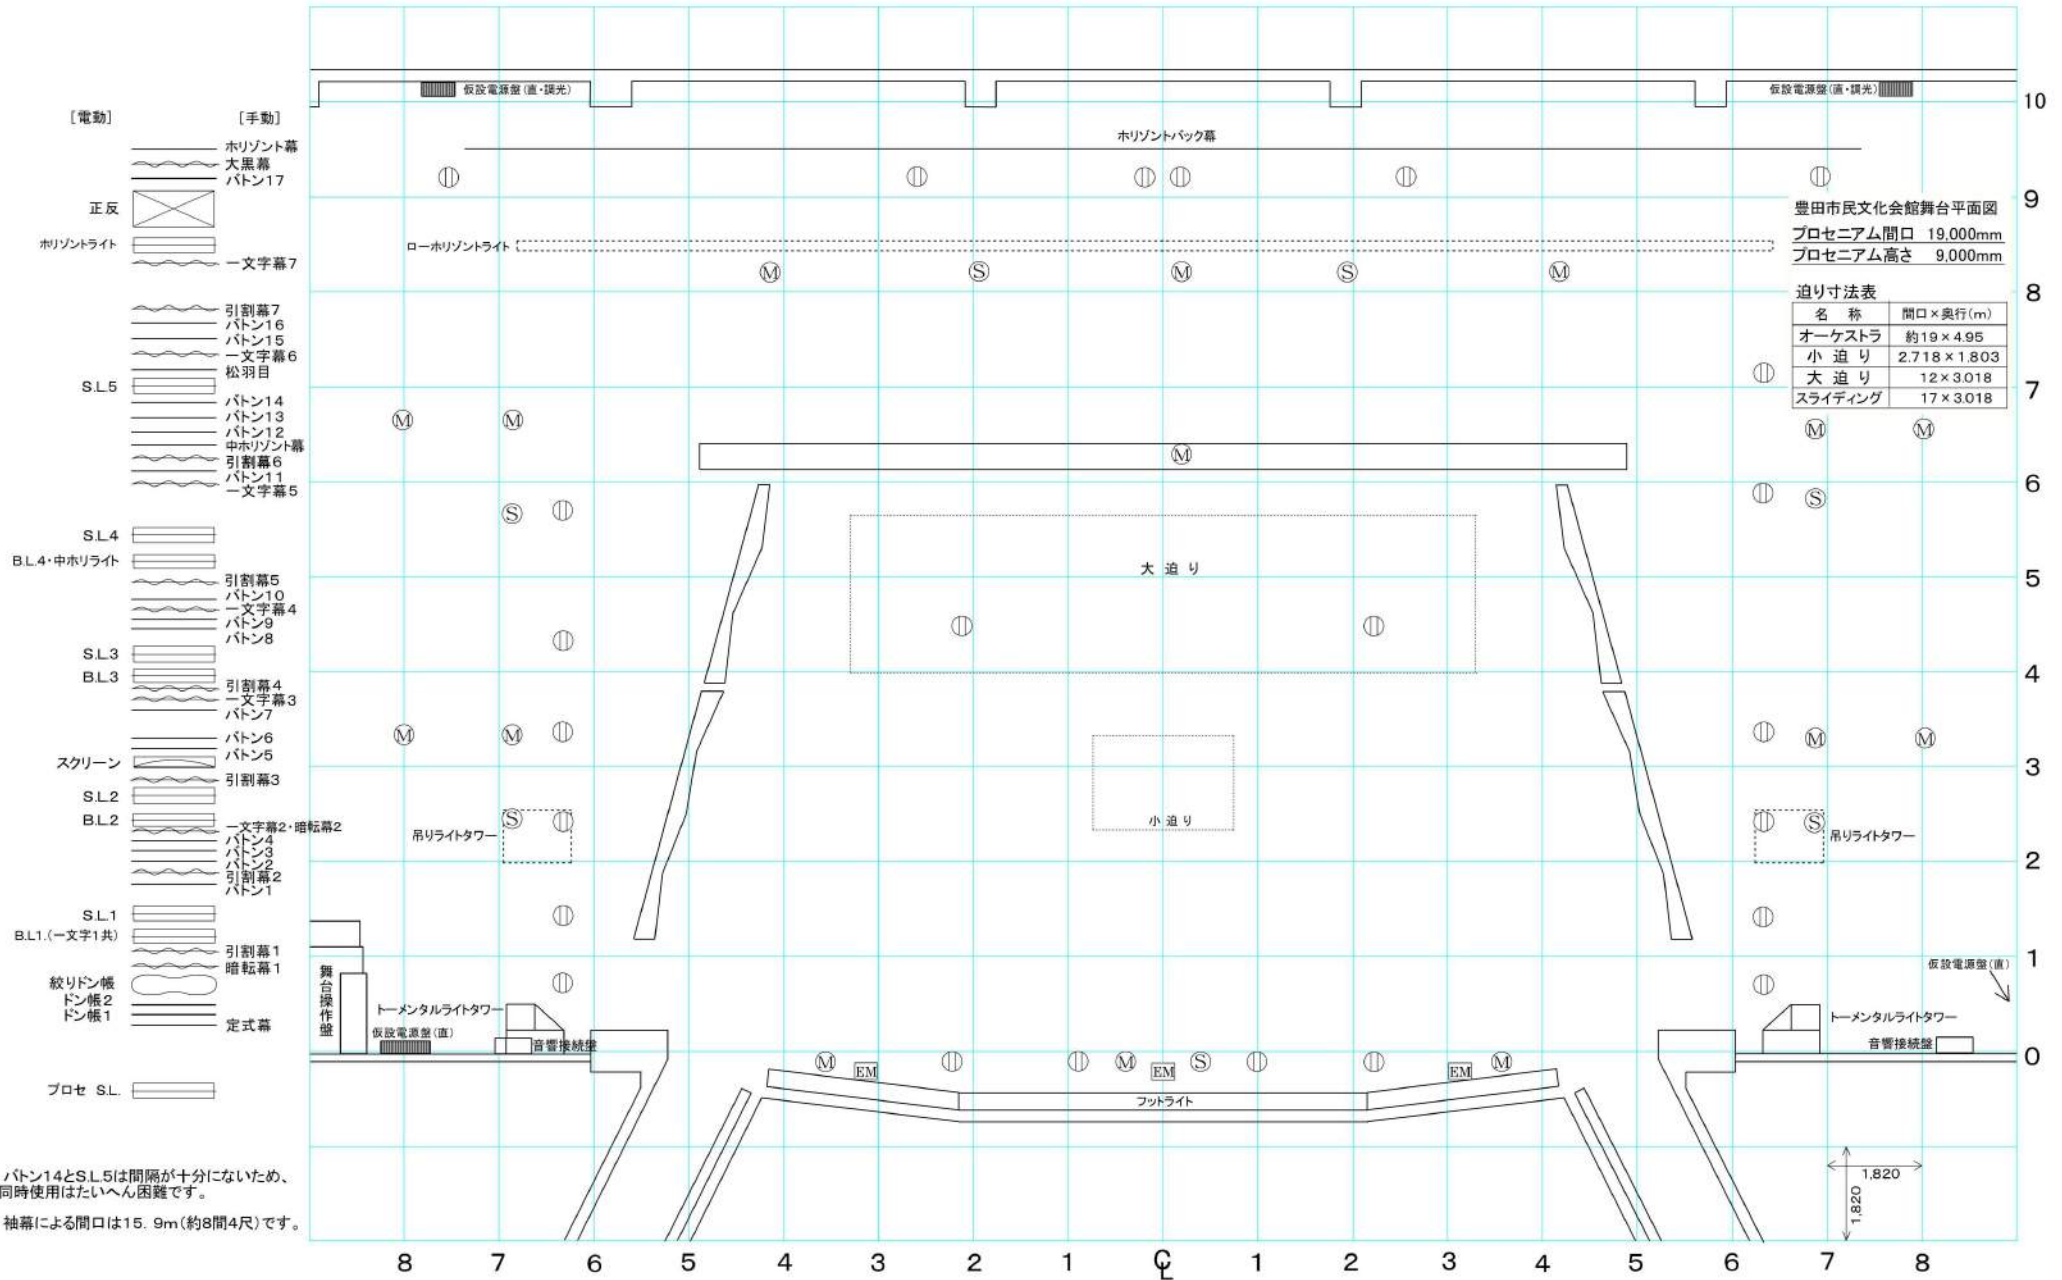 [電動]
[手動]
ホリゾント幕
大黒幕
バトン17
正反
ホリゾントライト
一文字幕7
引割幕7
バトン16
バトン15
一文字幕6
松羽目
S.L.5
バトン14
バトン13
バトン12
中ホリゾント幕
引割幕6
バトン11
一文字幕5
S.L.4
B.L.4・中ホリライト
引割幕5
バトン10
一文字幕4
バトン9
バトン8
S.L.3
B.L.3
引割幕4
一文字幕3
バトン7
バトン6
バトン5
スクリーン
引割幕3
S.L.2
B.L.2
一文字幕2・暗転幕2
バトン4
バトン3
バトン2
引割幕2
バトン1
S.L.1
B.L.1.(一文字1共)
引割幕1
暗転幕1
絞りドン帳
ドン帳2
ドン帳1
定式幕
プロセ S.L.
バトン14とS.L.5は間隔が十分にないため、
同時使用はたいへん困難です。
袖幕による間口は15.9m(約8間4尺)です。
仮設電源盤(直・調光)
仮設電源盤(直・調光)
ホリゾントバック幕
ローホリゾントライト
M S M S M
M M
M M
M
S
S
大迫り
M M
M M
小迫り
吊りライトタワー
S
S
吊りライトタワー
舞台操作盤
トーメンタルライトタワー
仮設電源盤(直)
音響接続盤
仮設電源盤(直)
トーメンタルライトタワー
音響接続盤
M EM M EM S EM M
フットライト
豊田市民文化会館舞台平面図
プロセニアム間口 19,000mm
プロセニアム高さ 9,000mm
迫り寸法表
名 称 間口×奥行(m)
オーケストラ 約19×4.95
小 迫 り 2.718×1.803
大 迫 り 12×3.018
スライディング 17×3.018
10
9
8
7
6
5
4
3
2
1
0
1,820
1,820
8 7 6 5 4 3 2 1 CL 1 2 3 4 5 6 7 8